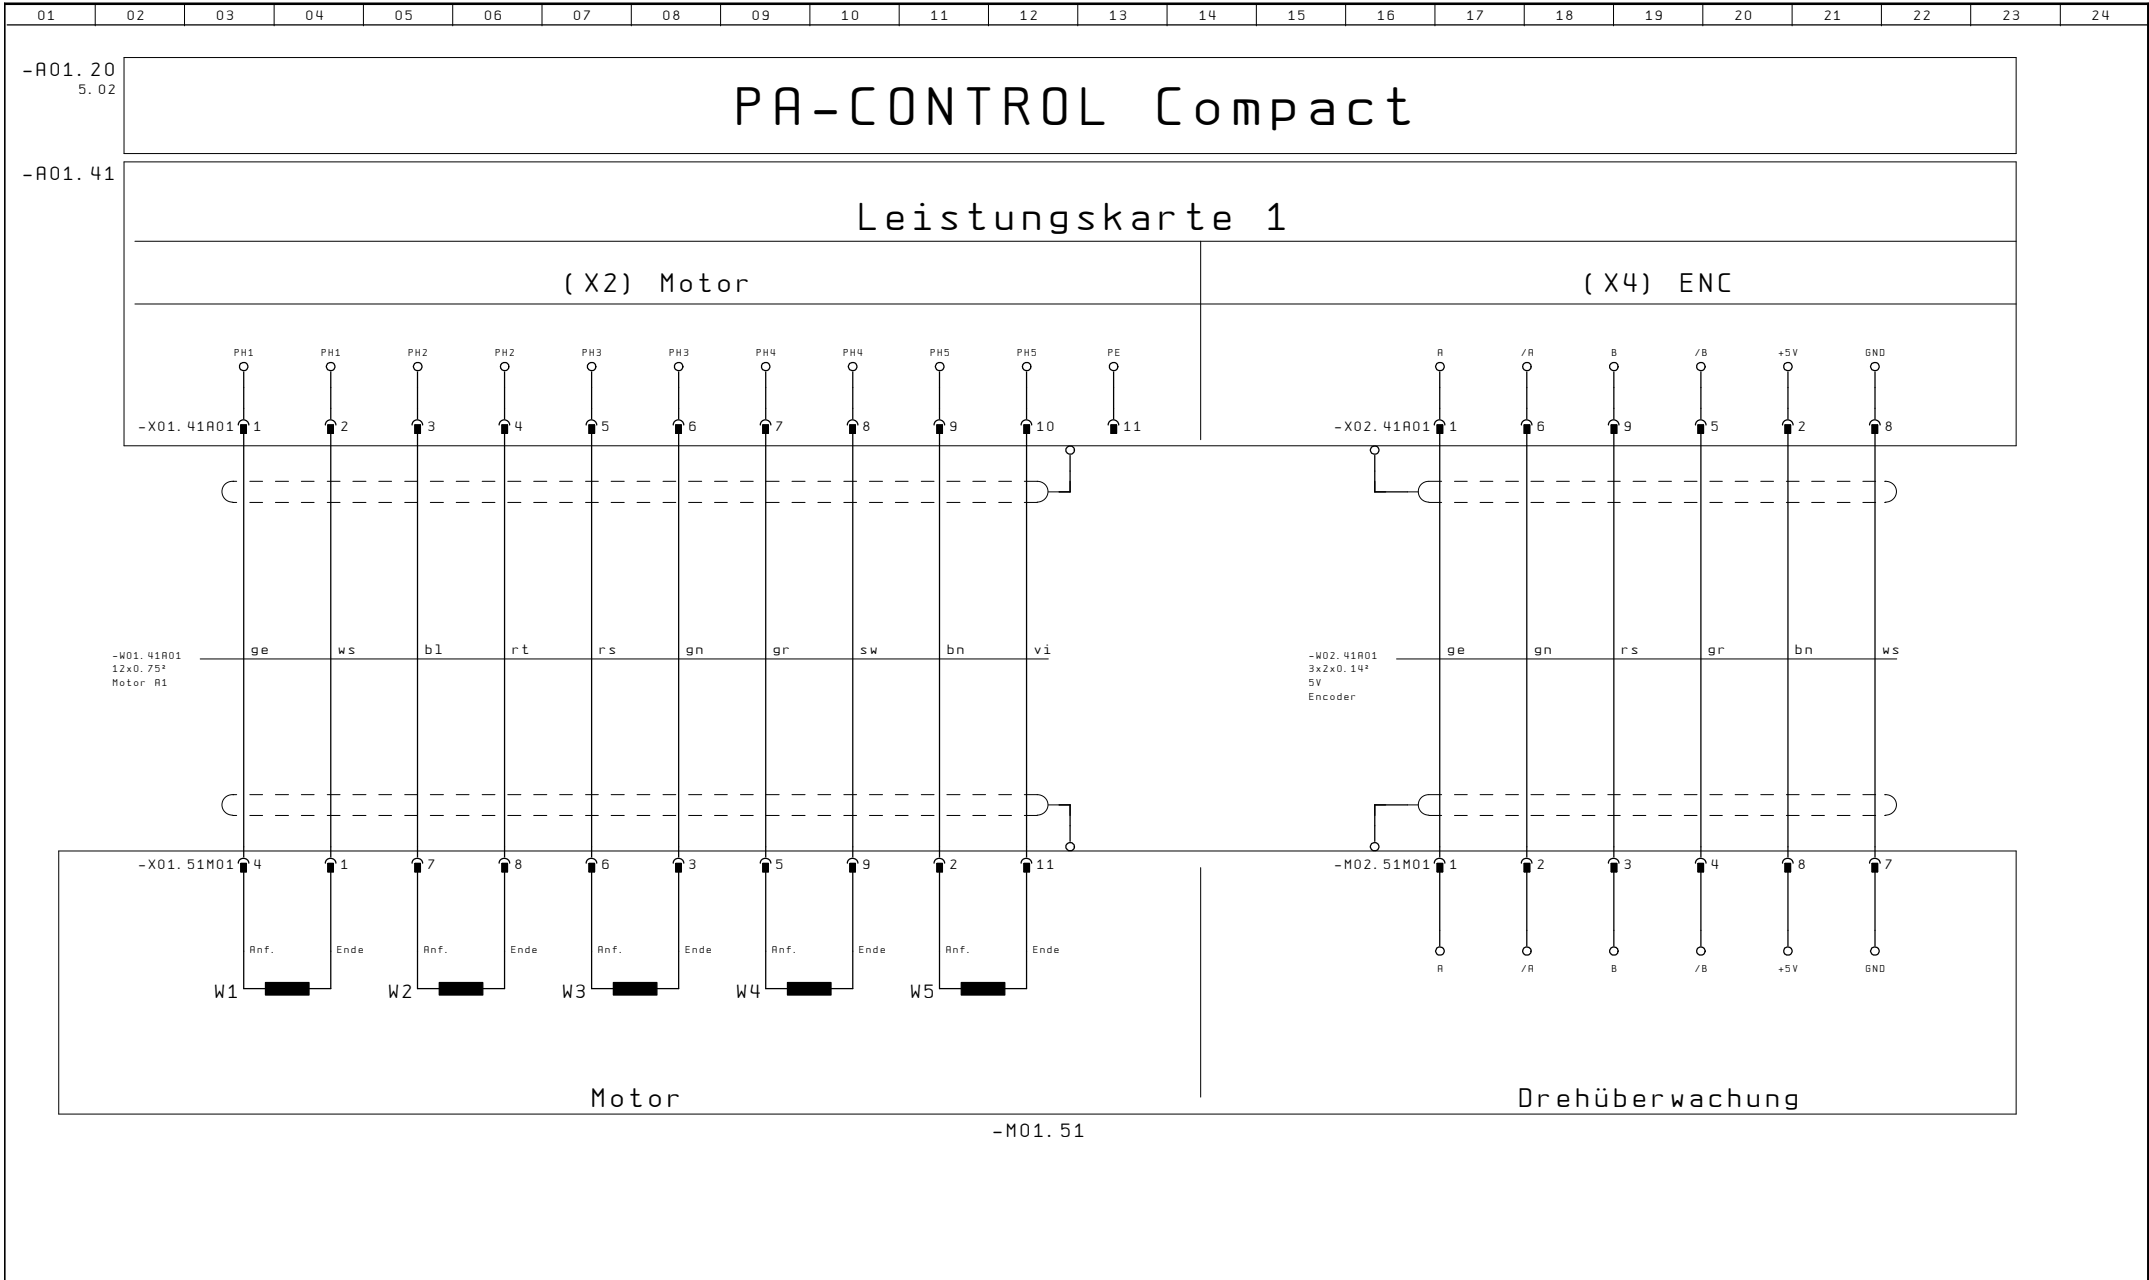 01 02 03 04 05 06 07 08 09 10 11 12 13 14 15 16 17 18 19 20 21 22 23 24
-A01.20
5.02
PA-CONTROL Compact
-A01.41
Leistungskarte 1
(X2) Motor (X4) ENC
PH1 PH1 PH2 PH2 PH3 PH3 PH4 PH4 PH5 PH5 PE A /A B /B +5V GND
-X01.41A01 1 2 3 4 5 6 7 8 9 10 11 -X02.41A01 1 6 9 5 2 8
ge ws bl rt rs gn gr sw bn vi ge gn rs gr bn ws
-W01.41A01
12x0.75²
Motor A1
-W02.41A01
3x2x0.14²
5V
Encoder
-X01.51M01 4 1 7 8 6 3 5 9 2 11 -M02.51M01 1 2 3 4 8 7
Anf. Ende Anf. Ende Anf. Ende Anf. Ende Anf. Ende
A /A B /B +5V GND
W1 W2 W3 W4 W5
Motor Drehüberwachung
-M01.51